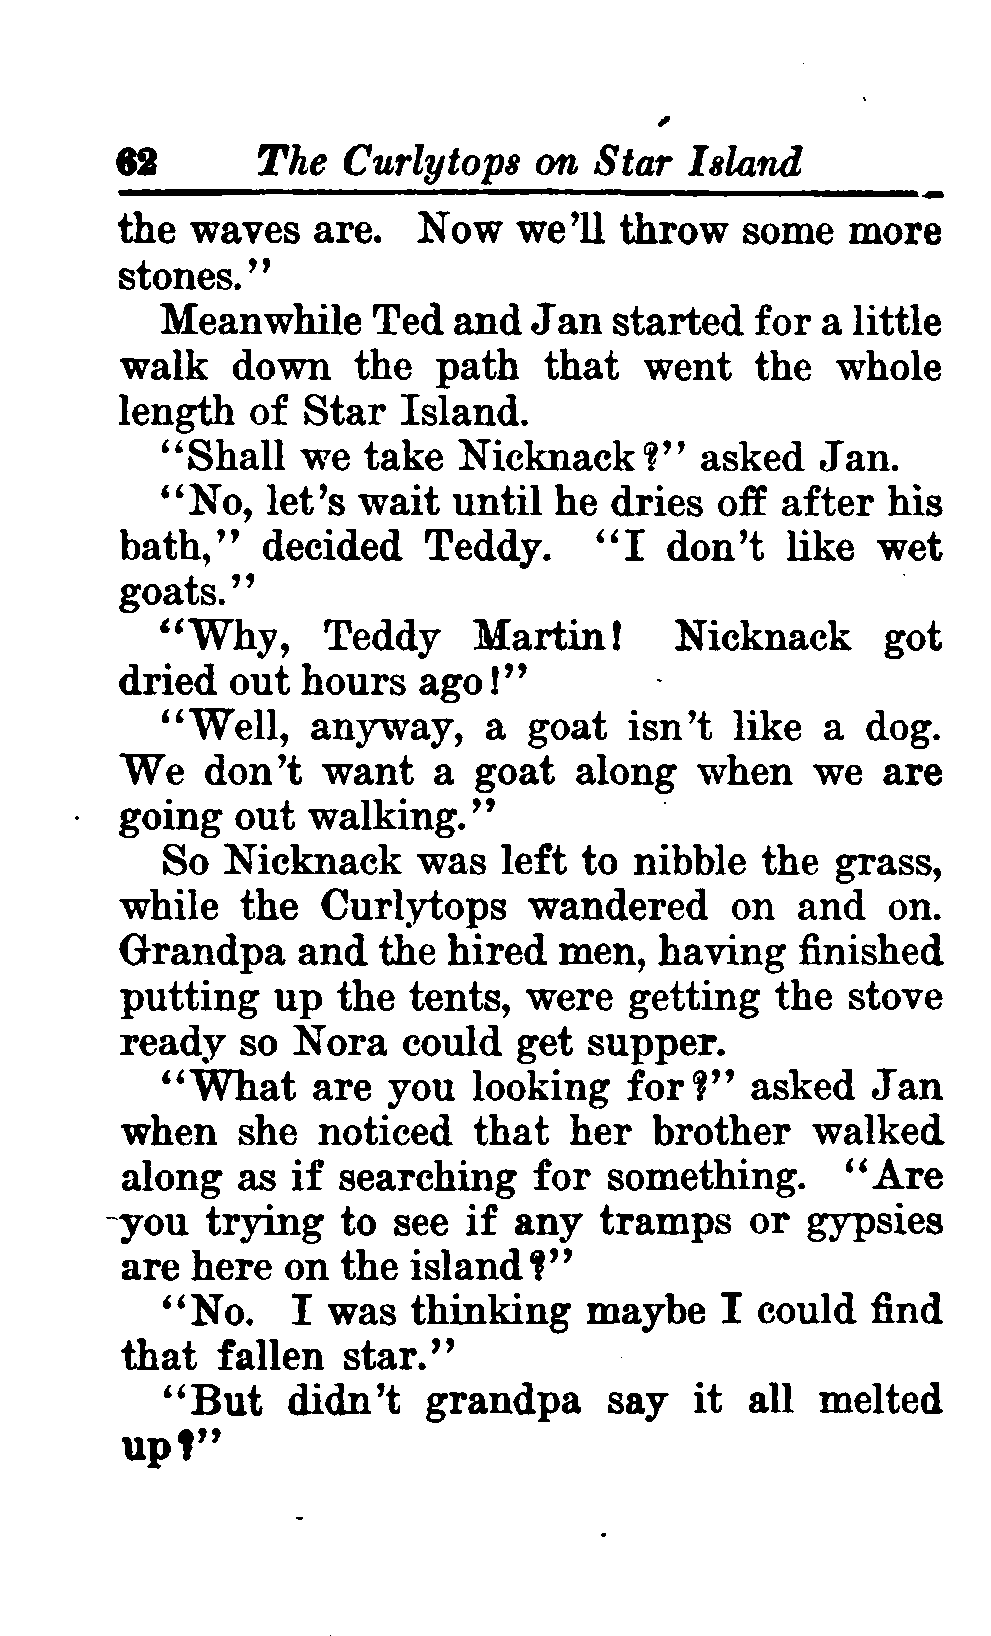 62 The Curlytops on Star Island
the waves are. Now we'll throw some more
stones."
Meanwhile Ted and Jan started for a little
walk down the path that went the whole
length of Star Island.
"Shall we take Nicknack?" asked Jan.
"No, let's wait until he dries off after his
bath," decided Teddy. "I don't like wet
goats."
"Why, Teddy Martin! Nicknack got
dried out hours ago!"
"Well, anyway, a goat isn't like a dog.
We don't want a goat along when we are
going out walking."
So Nicknack was left to nibble the grass,
while the Curlytops wandered on and on.
Grandpa and the hired men, having finished
putting up the tents, were getting the stove
ready so Nora could get supper.
"What are you looking for?" asked Jan
when she noticed that her brother walked
along as if searching for something. "Are
you trying to see if any tramps or gypsies
are here on the island?"
"No. I was thinking maybe I could find
that fallen star."
"But didn't grandpa say it all melted
up?"